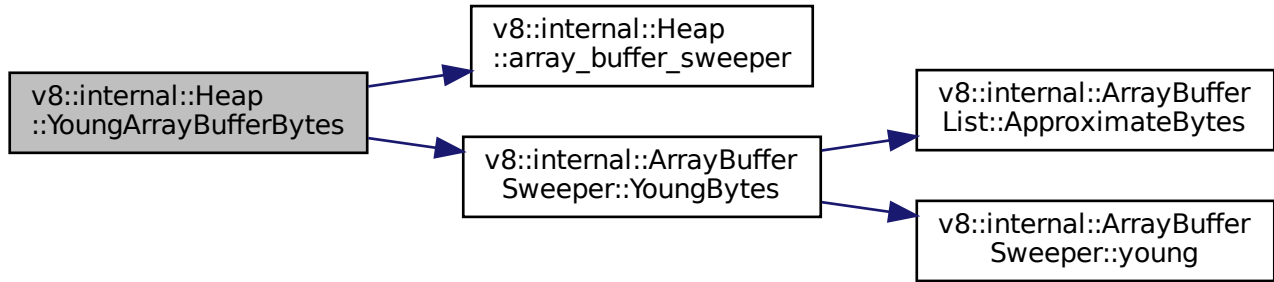 v8::internal::Heap
::YoungArrayBufferBytes
v8::internal::Heap
::array_buffer_sweeper
v8::internal::ArrayBuffer
Sweeper::YoungBytes
v8::internal::ArrayBuffer
List::ApproximateBytes
v8::internal::ArrayBuffer
Sweeper::young